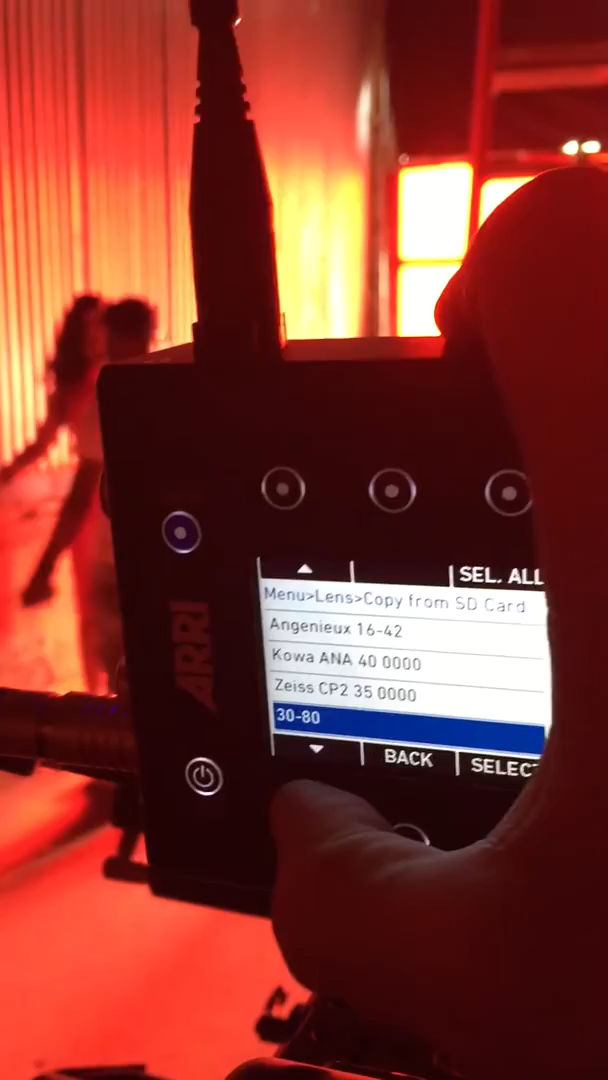 SEL. ALL
Menu>Lens>Copy from SD Card
Angenieux 16-42
Kowa ANA 40 0000
Zeiss CP2 35 0000
30-80
BACK SELEC
ARRI